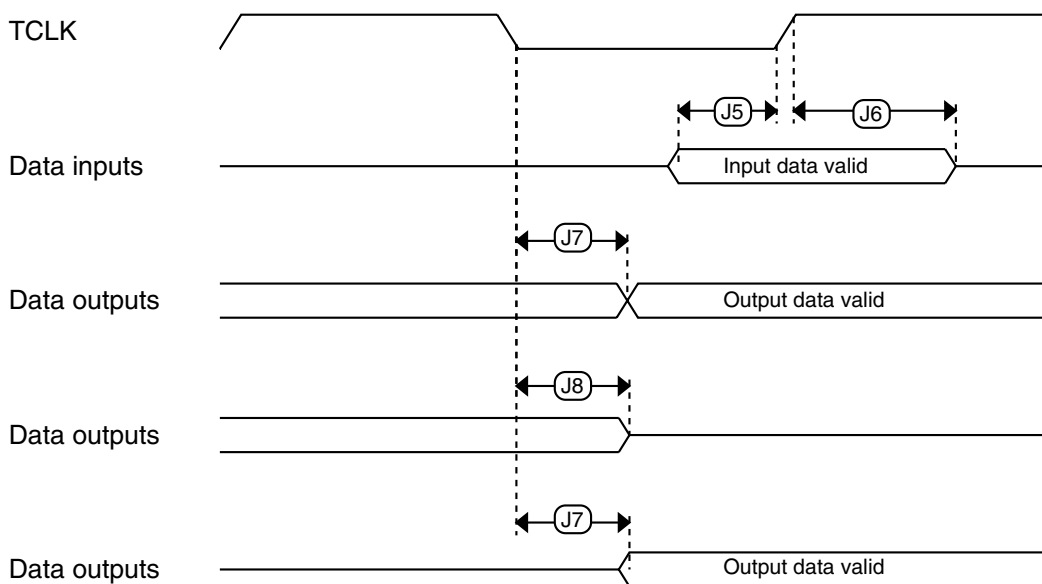 TCLK
J5
J6
Data inputs
Input data valid
J7
Data outputs
Output data valid
J8
Data outputs
J7
Data outputs
Output data valid